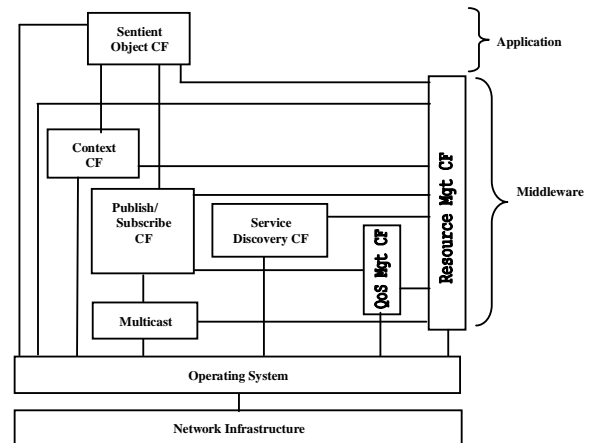 Sentient
Object CF
Application
Context
CF
Resource Mgt CF
Middleware
Publish/
Subscribe
CF
Service
Discovery CF
QoS Mgt CF
Multicast
Operating System
Network Infrastructure